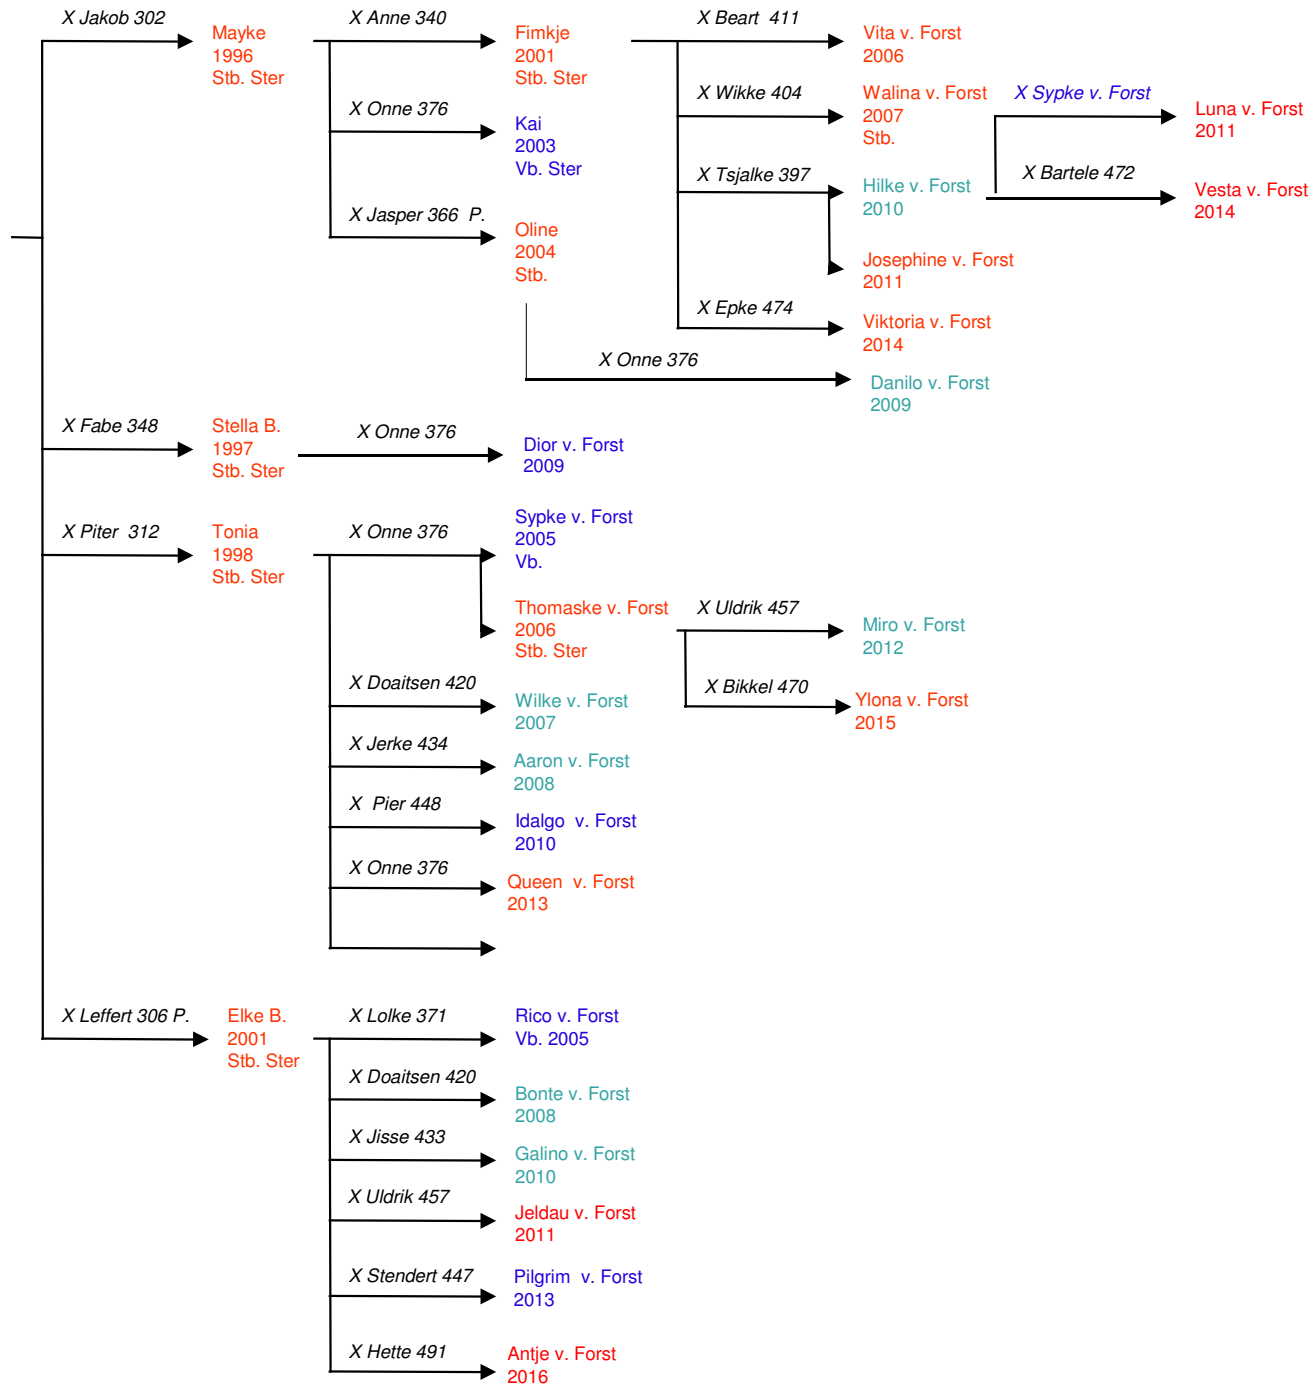 X Jakob 302
Mayke
1996
Stb. Ster
X Anne 340
Fimkje
2001
Stb. Ster
X Beart  411
Vita v. Forst
2006
X Wikke 404
Walina v. Forst
2007
Stb.
X Sypke v. Forst
Luna v. Forst
2011
X Bartele 472
Vesta v. Forst
2014
X Tsjalke 397
Hilke v. Forst
2010
Josephine v. Forst
2011
X Epke 474
Viktoria v. Forst
2014
X Onne 376
Kai
2003
Vb. Ster
X Jasper 366  P.
Oline
2004
Stb.
X Onne 376
Danilo v. Forst
2009
X Fabe 348
Stella B.
1997
Stb. Ster
X Onne 376
Dior v. Forst
2009
X Piter  312
Tonia
1998
Stb. Ster
X Onne 376
Sypke v. Forst
2005
Vb.
Thomaske v. Forst
2006
Stb. Ster
X Uldrik 457
Miro v. Forst
2012
X Bikkel 470
Ylona v. Forst
2015
X Doaitsen 420
Wilke v. Forst
2007
X Jerke 434
Aaron v. Forst
2008
X  Pier 448
Idalgo  v. Forst
2010
X Onne 376
Queen  v. Forst
2013
X Leffert 306 P.
Elke B.
2001
Stb. Ster
X Lolke 371
Rico v. Forst
Vb. 2005
X Doaitsen 420
Bonte v. Forst
2008
X Jisse 433
Galino v. Forst
2010
X Uldrik 457
Jeldau v. Forst
2011
X Stendert 447
Pilgrim  v. Forst
2013
X Hette 491
Antje v. Forst
2016